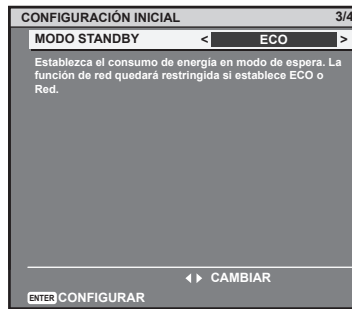 CONFIGURACIÓN INICIAL 3/4
MODO STANDBY < ECO >
Establezca el consumo de energía en modo de espera. La
función de red quedará restringida si establece ECO o
Red.
CAMBIAR
ENTER CONFIGURAR